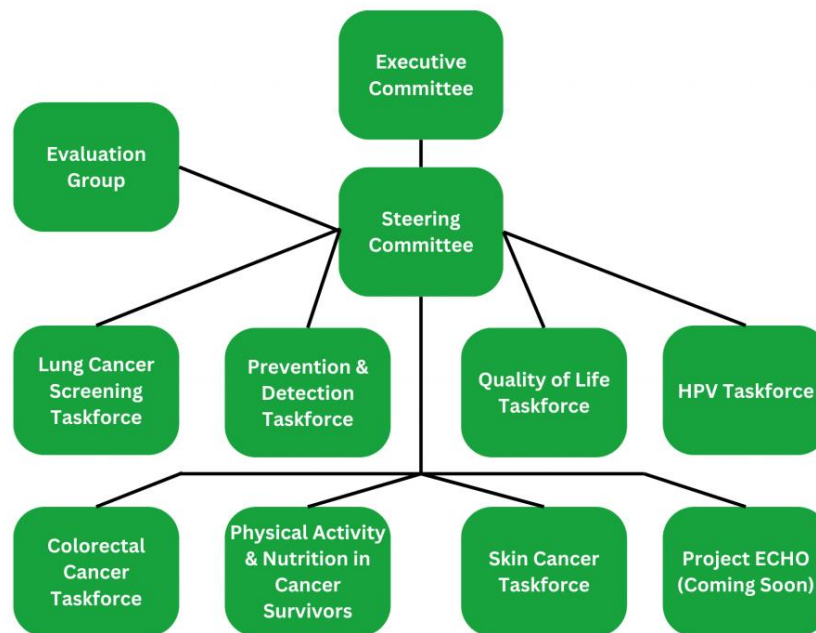 Executive
Committee
Evaluation
Group
Steering
Committee
Lung Cancer
Screening
Taskforce
Prevention &
Detection
Taskforce
Quality of Life
Taskforce
HPV Taskforce
Colorectal
Cancer
Taskforce
Physical Activity
& Nutrition in
Cancer
Survivors
Skin Cancer
Taskforce
Project ECHO
(Coming Soon)